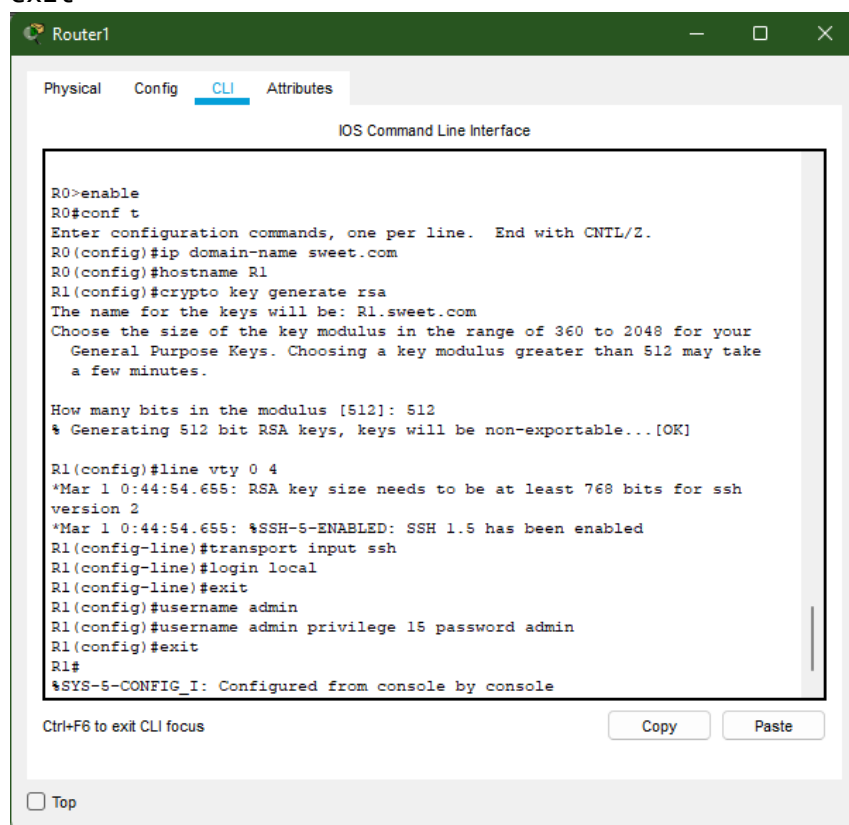 exit
Router1
Physical Config CLI Attributes
IOS Command Line Interface
R0>enable
R0#conf t
Enter configuration commands, one per line.  End with CNTL/Z.
R0(config)#ip domain-name sweet.com
R0(config)#hostname R1
R1(config)#crypto key generate rsa
The name for the keys will be: R1.sweet.com
Choose the size of the key modulus in the range of 360 to 2048 for your
  General Purpose Keys. Choosing a key modulus greater than 512 may take
  a few minutes.
How many bits in the modulus [512]: 512
% Generating 512 bit RSA keys, keys will be non-exportable...[OK]
R1(config)#line vty 0 4
*Mar 1 0:44:54.655: RSA key size needs to be at least 768 bits for ssh
version 2
*Mar 1 0:44:54.655: %SSH-5-ENABLED: SSH 1.5 has been enabled
R1(config-line)#transport input ssh
R1(config-line)#login local
R1(config-line)#exit
R1(config)#username admin
R1(config)#username admin privilege 15 password admin
R1(config)#exit
R1#
%SYS-5-CONFIG_I: Configured from console by console
Ctrl+F6 to exit CLI focus
Copy Paste
Top